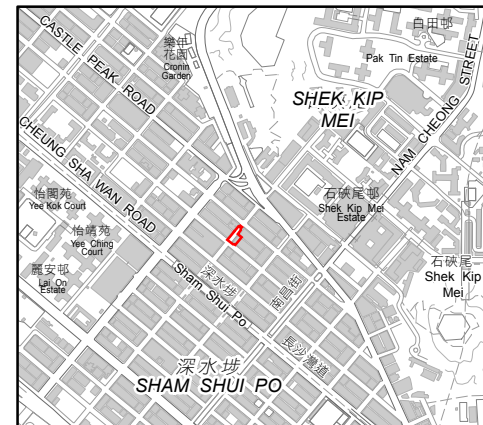 白田邨
Pak Tin Estate
CASTLE PEAK ROAD
樂年
花園
Cronin
Garden
SHEK KIP
MEI
NAM CHEONG STREET
CHEUNG SHA WAN ROAD
怡閣苑
Yee Kok Court
石硤尾邨
Shek Kip Mei
Estate
怡靖苑
Yee Ching
Court
麗安邨
Lai On
Estate
深水埗
Sham Shui Po
南昌街
石硤尾
Shek Kip
Mei
長沙灣道
深水埗
SHAM SHUI PO